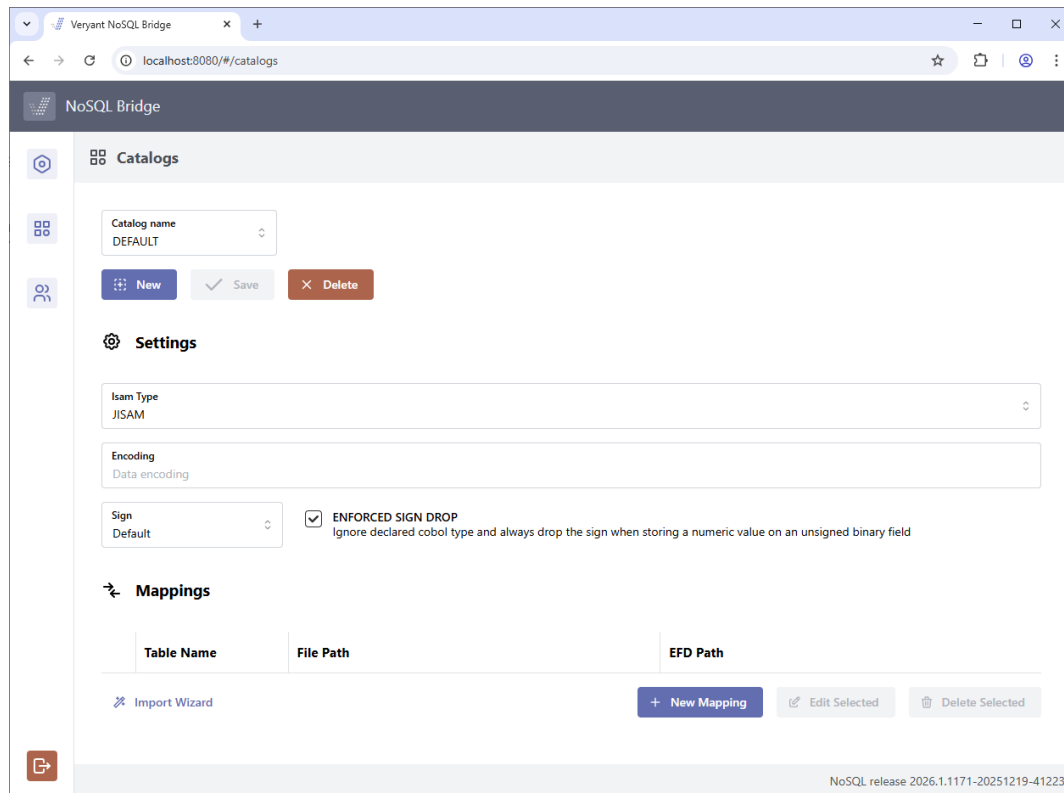 Veryant NoSQL Bridge
localhost:8080/#/catalogs
NoSQL Bridge
Catalogs
Catalog name
DEFAULT
New Save Delete
Settings
Isam Type
JISAM
Encoding
Data encoding
Sign
Default
ENFORCED SIGN DROP
Ignore declared cobol type and always drop the sign when storing a numeric value on an unsigned binary field
Mappings
Table Name File Path EFD Path
Import Wizard New Mapping Edit Selected Delete Selected
NoSQL release 2026.1.1171-20251219-41223